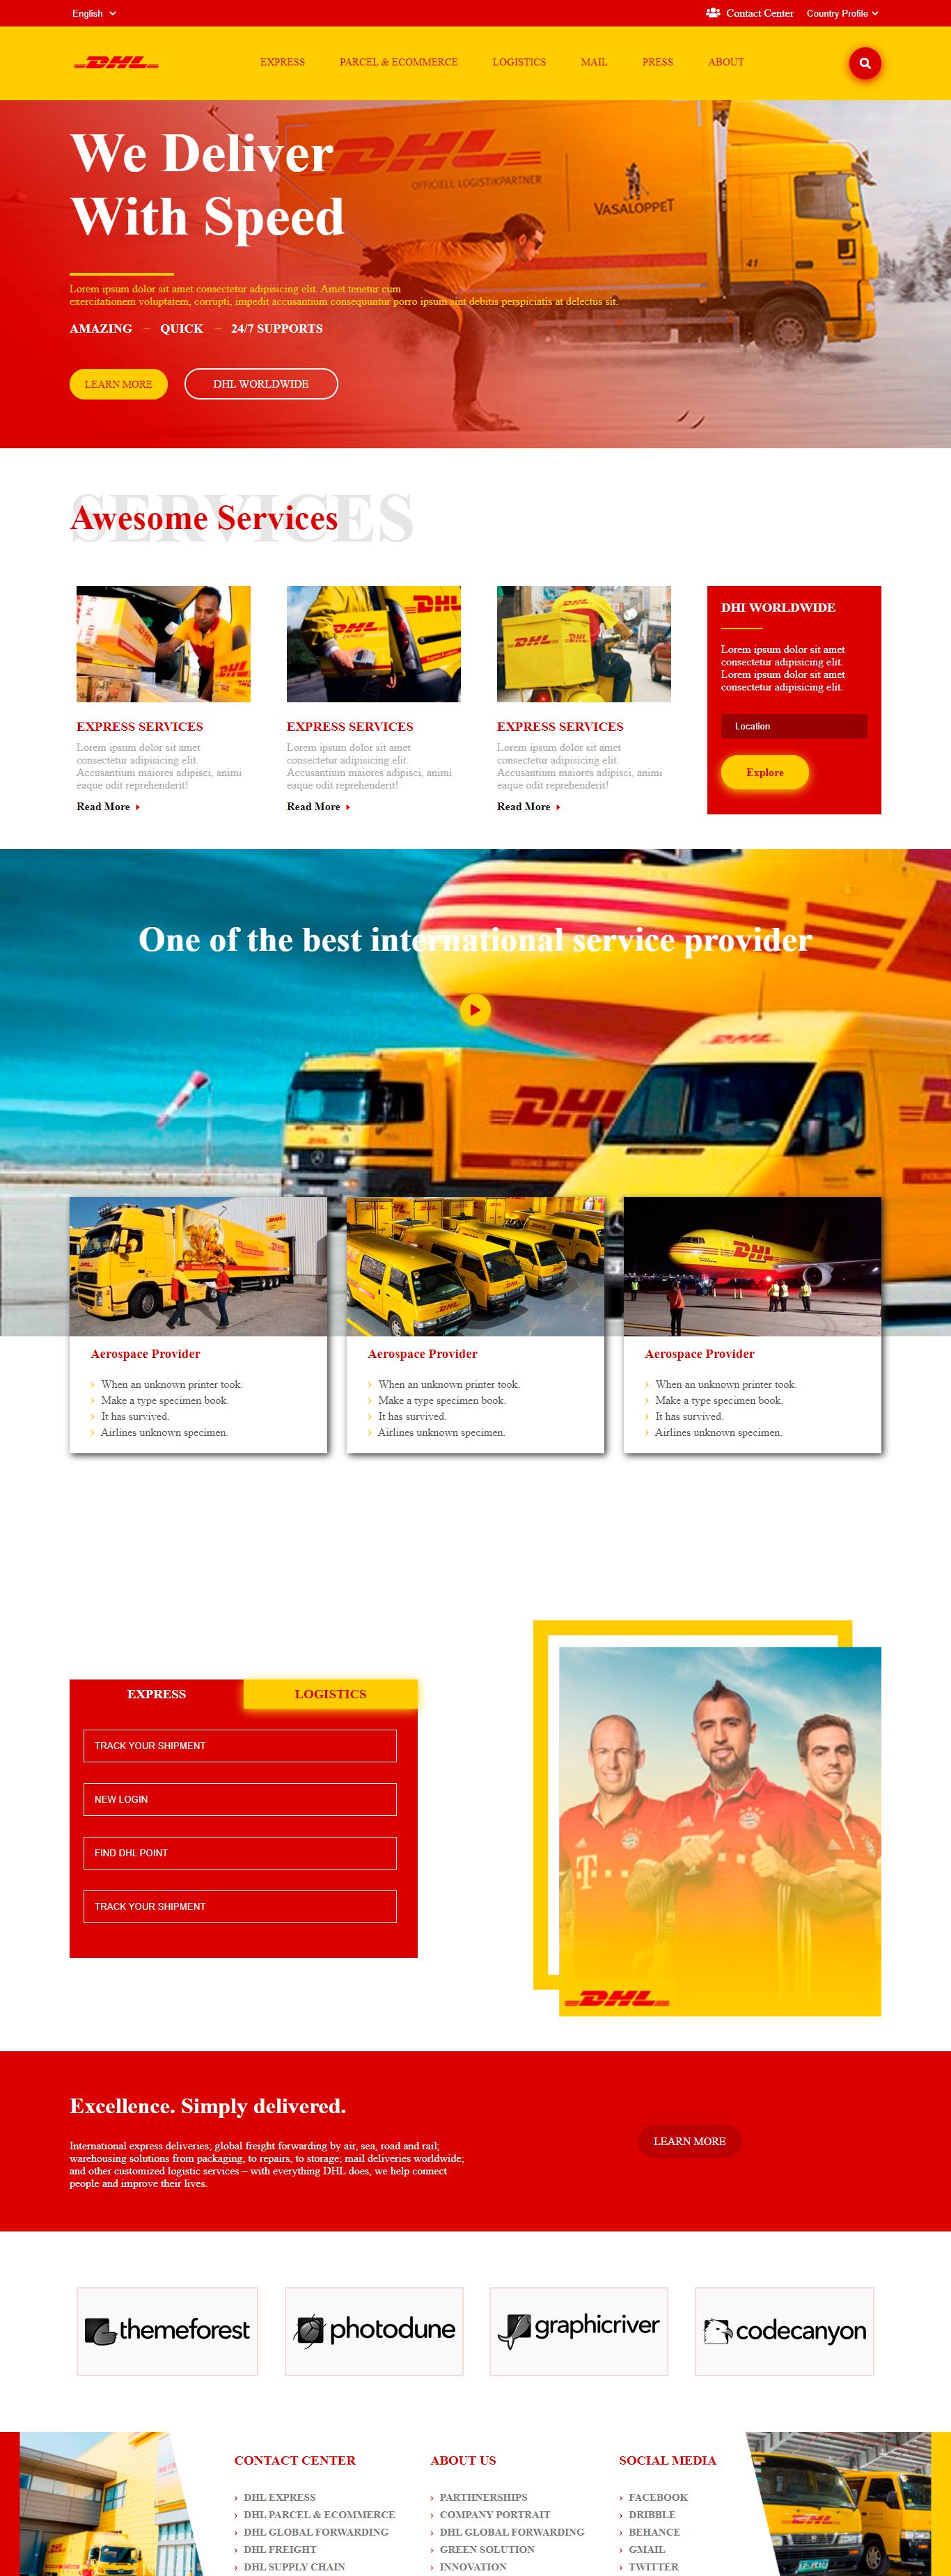 English
Contact Center
Country Profile
DHL
EXPRESS
PARCEL & ECOMMERCE
LOGISTICS
MAIL
PRESS
ABOUT
We Deliver
With Speed
DHL
OFFICIELL LOGISTIKPARTNER
VASALOPPET
41
Lorem ipsum dolor sit amet consectetur adipisicing elit. Amet tenetur cum
exercitationem voluptatem, corrupti, impedit accusantium consequuntur porro ipsum sint debitis perspiciatis at delectus sit.
AMAZING – QUICK – 24/7 SUPPORTS
LEARN MORE
DHL WORLDWIDE
SERVICES
Awesome Services
DHL
DHL
DHL
DHL
DHL
DHL
EXPRESS SERVICES
Lorem ipsum dolor sit amet
consectetur adipisicing elit.
Accusantium maiores adipisci, animi
eaque odit reprehenderit!
Read More
EXPRESS SERVICES
Lorem ipsum dolor sit amet
consectetur adipisicing elit.
Accusantium maiores adipisci, animi
eaque odit reprehenderit!
Read More
EXPRESS SERVICES
Lorem ipsum dolor sit amet
consectetur adipisicing elit.
Accusantium maiores adipisci, animi
eaque odit reprehenderit!
Read More
DHI WORLDWIDE
Lorem ipsum dolor sit amet
consectetur adipisicing elit.
Lorem ipsum dolor sit amet
consectetur adipisicing elit.
Location
Explore
One of the best international service provider
DHL
DHL
DHL
DHL
DHL
Aerospace Provider
› When an unknown printer took.
› Make a type specimen book.
› It has survived.
› Airlines unknown specimen.
Aerospace Provider
› When an unknown printer took.
› Make a type specimen book.
› It has survived.
› Airlines unknown specimen.
Aerospace Provider
› When an unknown printer took.
› Make a type specimen book.
› It has survived.
› Airlines unknown specimen.
EXPRESS
LOGISTICS
TRACK YOUR SHIPMENT
NEW LOGIN
FIND DHL POINT
TRACK YOUR SHIPMENT
DHL
Excellence. Simply delivered.
International express deliveries; global freight forwarding by air, sea, road and rail;
warehousing solutions from packaging, to repairs, to storage; mail deliveries worldwide;
and other customized logistic services – with everything DHL does, we help connect
people and improve their lives.
LEARN MORE
themeforest
photodune
graphicriver
codecanyon
CONTACT CENTER
› DHL EXPRESS
› DHL PARCEL & ECOMMERCE
› DHL GLOBAL FORWARDING
› DHL FREIGHT
› DHL SUPPLY CHAIN
ABOUT US
› PARTHNERSHIPS
› COMPANY PORTRAIT
› DHL GLOBAL FORWARDING
› GREEN SOLUTION
› INNOVATION
SOCIAL MEDIA
› FACEBOOK
› DRIBBLE
› BEHANCE
› GMAIL
› TWITTER
DHL